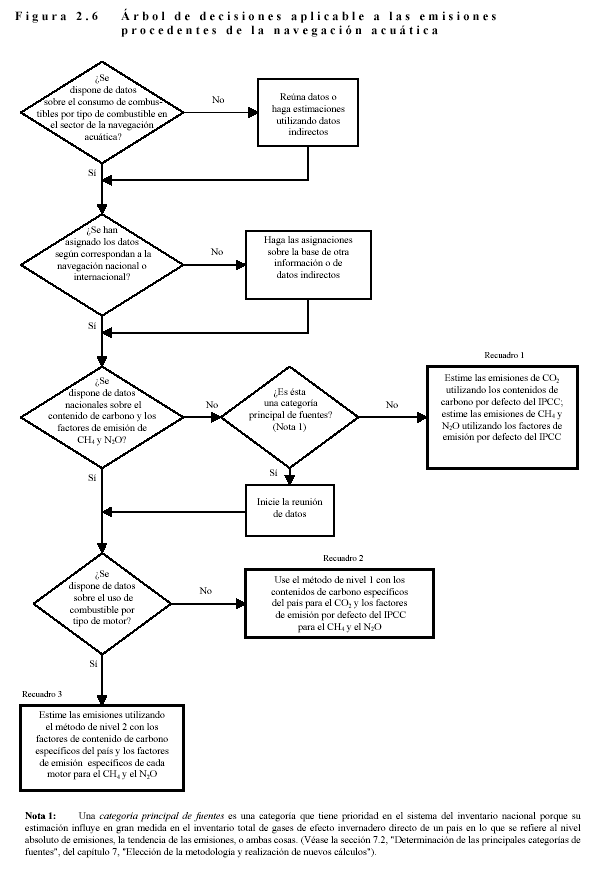 Figura 2.6 Árbol de decisiones aplicable a las emisiones
procedentes de la navegación acuática
¿Se
dispone de datos
sobre el consumo de combus-
tibles por tipo de combustible en
el sector de la navegación
acuática?
No
Reúna datos o
haga estimaciones
utilizando datos
indirectos
Sí
¿Se han
asignado los datos
según correspondan a la
navegación nacional o
internacional?
No
Haga las asignaciones
sobre la base de otra
información o de
datos indirectos
Sí
¿Se
dispone de datos
nacionales sobre el
contenido de carbono y los
factores de emisión de
CH₄ y N₂O?
No
¿Es ésta
una categoría
principal de fuentes?
(Nota 1)
No
Recuadro 1
Estime las emisiones de CO₂
utilizando los contenidos de
carbono por defecto del IPCC;
estime las emisiones de CH₄ y
N₂O utilizando los factores de
emisión por defecto del IPCC
Sí
Sí
Inicie la reunión
de datos
¿Se
dispone de datos
sobre el uso de
combustible por
tipo de motor?
No
Recuadro 2
Use el método de nivel 1 con los
contenidos de carbono específicos
del país para el CO₂ y los factores
de emisión por defecto del IPCC
para el CH₄ y el N₂O
Sí
Recuadro 3
Estime las emisiones utilizando
el método de nivel 2 con los
factores de contenido de carbono
específicos del país y los factores
de emisión específicos de cada
motor para el CH₄ y el N₂O
Nota 1: Una categoría principal de fuentes es una categoría que tiene prioridad en el sistema del inventario nacional porque su
estimación influye en gran medida en el inventario total de gases de efecto invernadero directo de un país en lo que se refiere al nivel
absoluto de emisiones, la tendencia de las emisiones, o ambas cosas. (Véase la sección 7.2, "Determinación de las principales categorías de
fuentes", del capítulo 7, "Elección de la metodología y realización de nuevos cálculos").